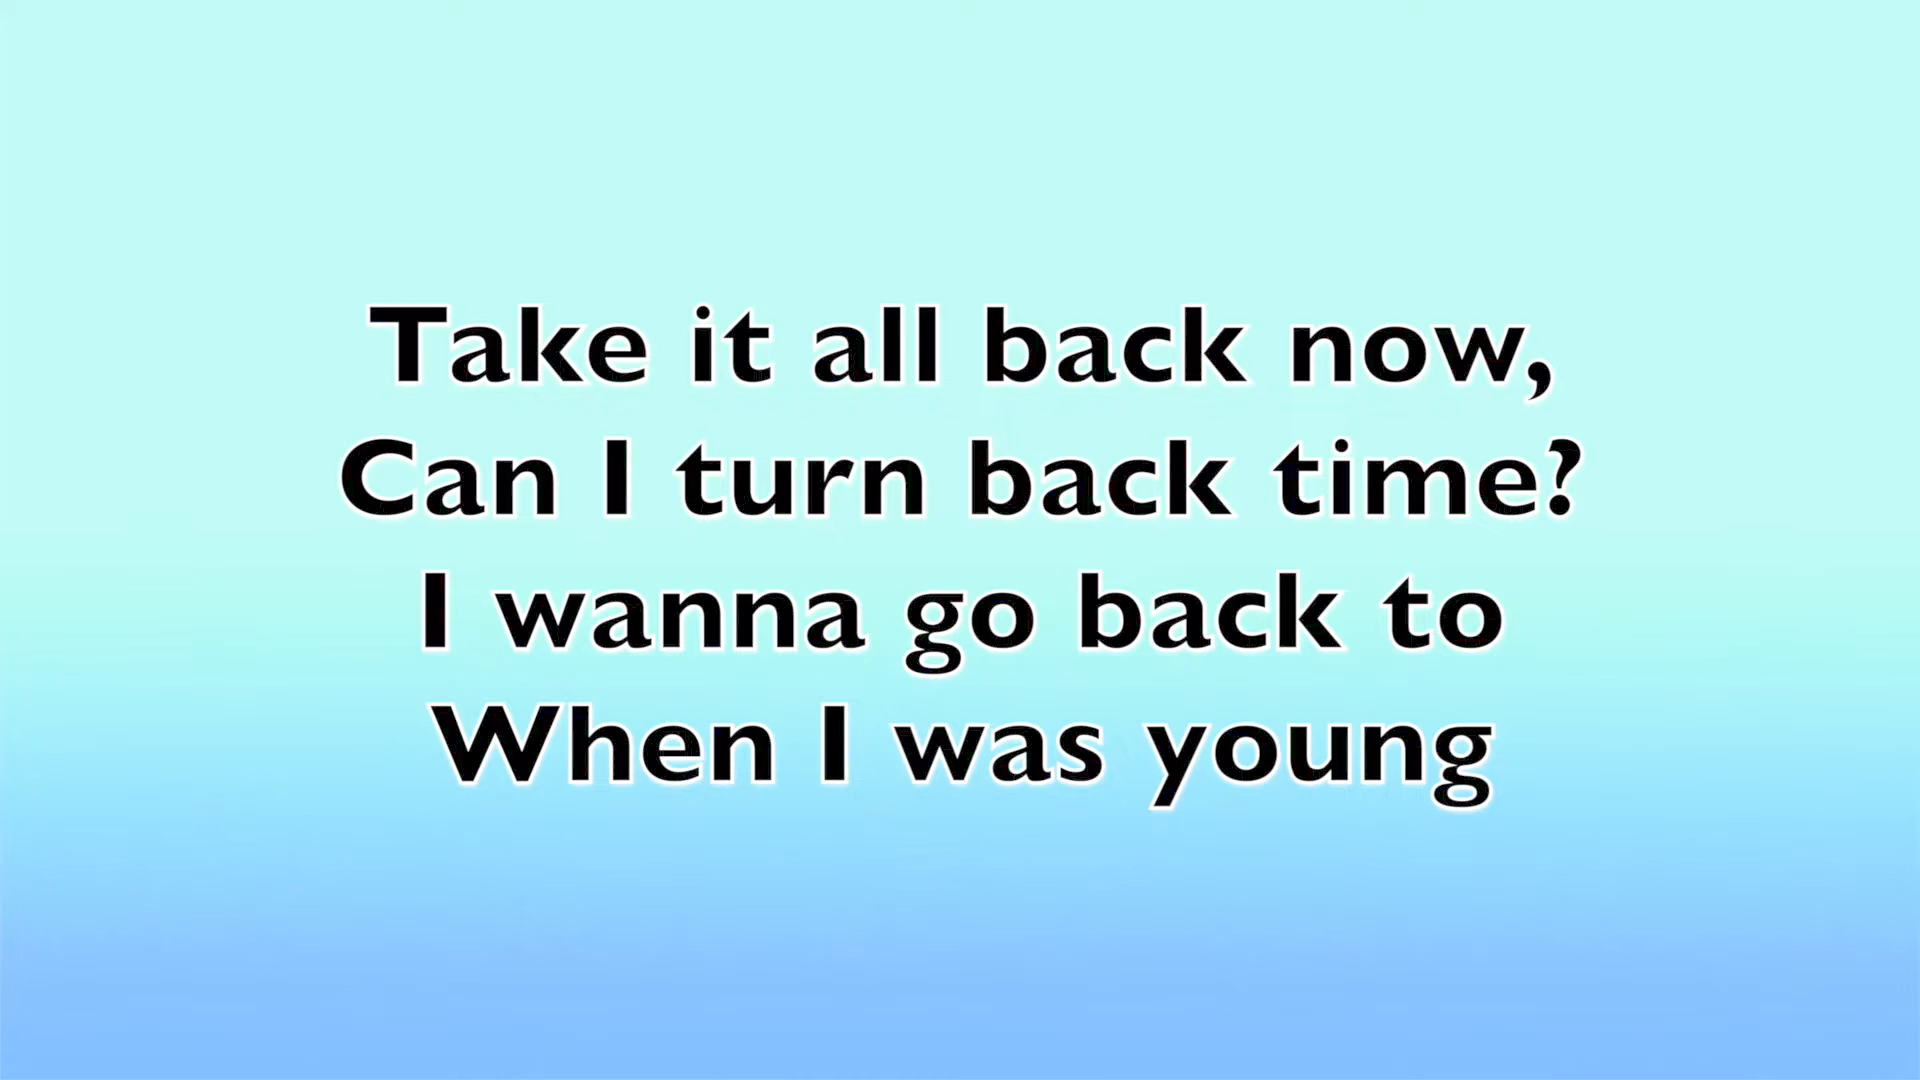 Take it all back now,
Can I turn back time?
I wanna go back to
When I was young